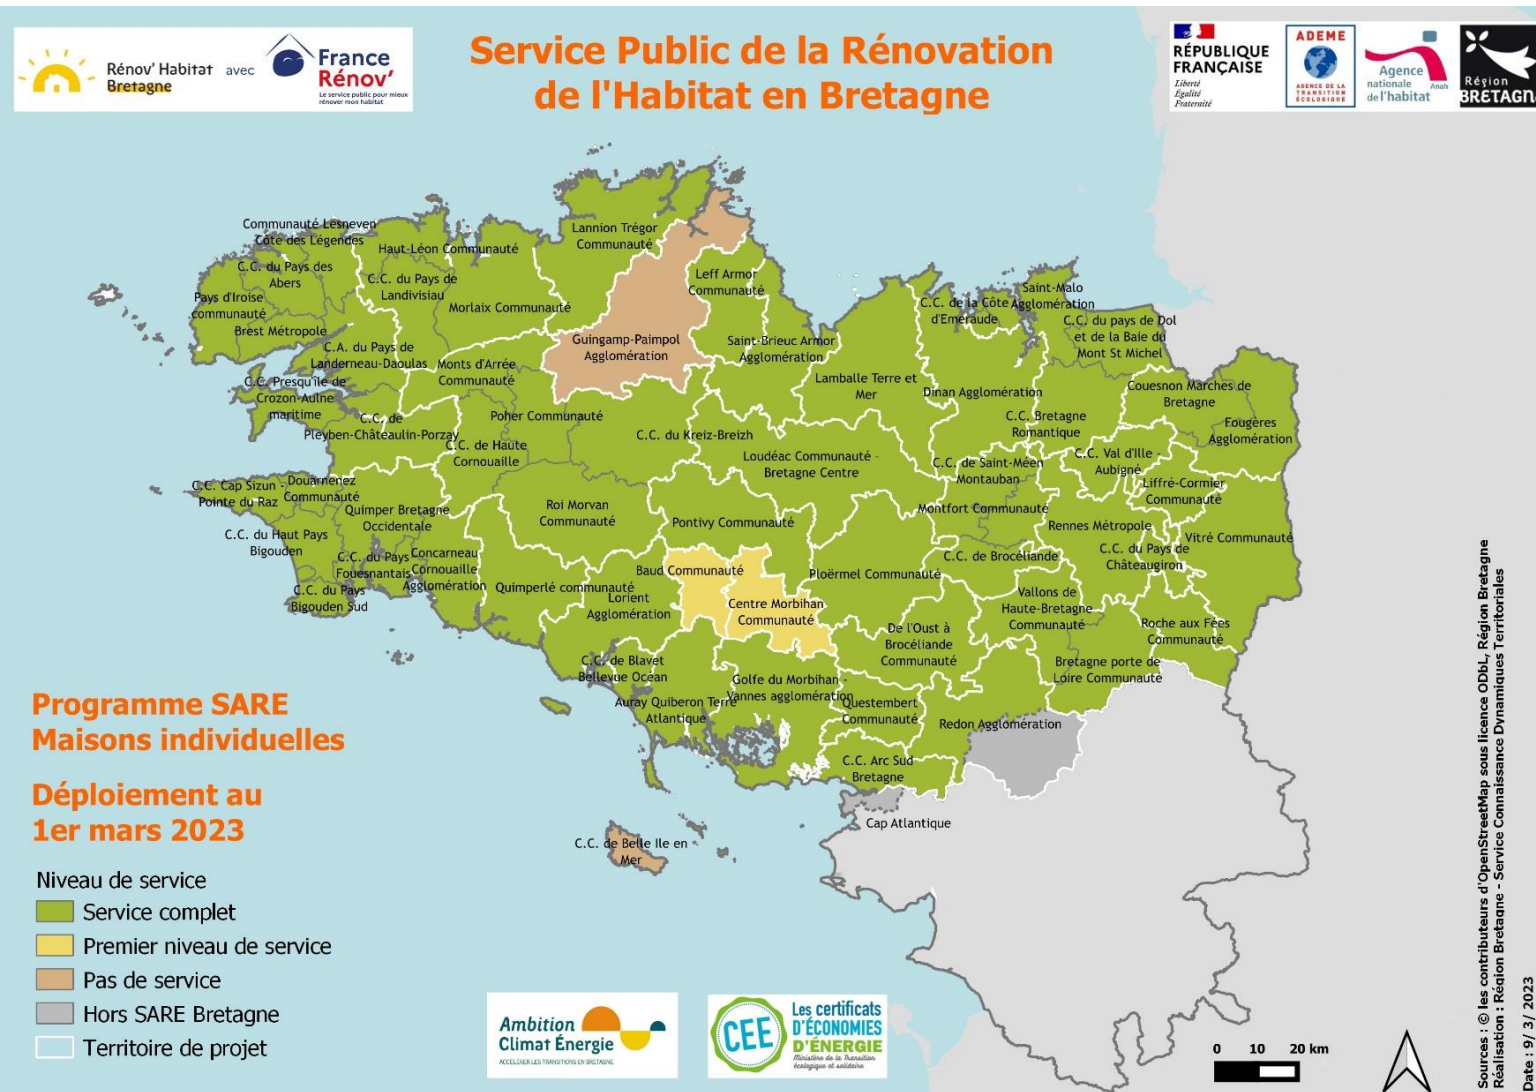 Rénov' Habitat
Bretagne
avec
France
Rénov'
Le service public pour mieux
rénover mon habitat
Service Public de la Rénovation
de l'Habitat en Bretagne
RÉPUBLIQUE
FRANÇAISE
Liberté
Égalité
Fraternité
ADEME
AGENCE DE LA
TRANSITION
ÉCOLOGIQUE
Agence
nationale
de l'habitat
Anah
Région
BRETAGNE
Communauté Lesneven
Côte des Légendes
Haut-Léon Communauté
Lannion Trégor
Communauté
C.C. du Pays des
Abers
C.C. du Pays de
Landivisiau
Leff Armor
Communauté
Pays d'Iroise
communauté
Morlaix Communauté
C.C. de la Côte
d'Emeraude
Saint-Malo
Agglomération
Brest Métropole
C.C. du pays de Dol
et de la Baie du
Mont St Michel
Guingamp-Paimpol
Agglomération
Saint-Brieuc Armor
Agglomération
C.A. du Pays de
Landerneau-Daoulas
Monts d'Arrée
Communauté
C.C. Presqu'île de
Crozon-Aulne
maritime
Lamballe Terre et
Mer
Dinan Agglomération
Couesnon Marches de
Bretagne
C.C. de
Pleyben-Châteaulin-Porzay
Poher Communauté
C.C. Bretagne
Romantique
Fougères
Agglomération
C.C. de Haute
Cornouaille
C.C. du Kreiz-Breizh
Loudéac Communauté -
Bretagne Centre
C.C. de Saint-Méen
Montauban
C.C. Val d'Ille -
Aubigné
Liffré-Cormier
Communauté
C.C. Cap Sizun -
Pointe du Raz
Douarnenez
Communauté
Quimper Bretagne
Occidentale
Roi Morvan
Communauté
Pontivy Communauté
Montfort Communauté
Rennes Métropole
Vitré Communauté
C.C. du Haut Pays
Bigouden
C.C. du Pays
Fouesnantais
Concarneau
Cornouaille
Agglomération
C.C. de Brocéliande
C.C. du Pays de
Châteaugiron
Baud Communauté
Ploërmel Communauté
C.C. du Pays
Bigouden Sud
Quimperlé communauté
Lorient
Agglomération
Centre Morbihan
Communauté
Vallons de
Haute-Bretagne
Communauté
Roche aux Fées
Communauté
De l'Oust à
Brocéliande
Communauté
C.C. de Blavet
Bellevue Océan
Bretagne porte de
Loire Communauté
Golfe du Morbihan -
Vannes agglomération
Auray Quiberon Terre
Atlantique
Questembert
Communauté
Redon Agglomération
C.C. Arc Sud
Bretagne
Cap Atlantique
C.C. de Belle Ile en
Mer
Programme SARE
Maisons individuelles
Déploiement au
1er mars 2023
Niveau de service
Service complet
Premier niveau de service
Pas de service
Hors SARE Bretagne
Territoire de projet
Ambition
Climat Énergie
ACCÉLÉRER LES TRANSITIONS EN BRETAGNE
CEE
Les certificats
D'ÉCONOMIES
D'ÉNERGIE
Ministère de la Transition
écologique et solidaire
0 10 20 km
Sources : © les contributeurs d'OpenStreetMap sous licence ODbL, Région Bretagne
Réalisation : Région Bretagne - Service Connaissance Dynamiques Territoriales
Date : 9/ 3/ 2023